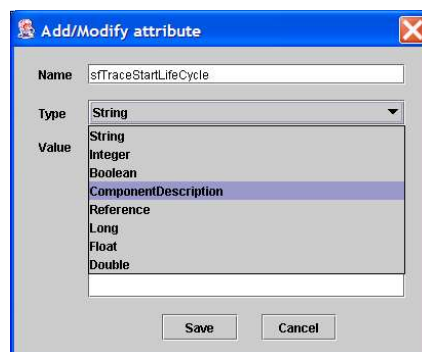 Add/Modify attribute
Name sfTraceStartLifeCycle
Type String
Value String
Integer
Boolean
ComponentDescription
Reference
Long
Float
Double
Save Cancel